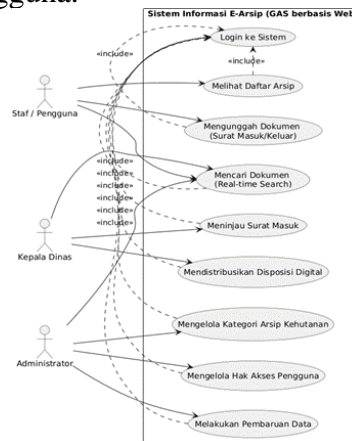 ngguna.
Sistem Informasi E-Arsip (GAS berbasis Web
Login ke Sistem
«include»
«include»
Melihat Daftar Arsip
Staf / Pengguna
Mengunggah Dokumen
(Surat Masuk/Keluar)
«include»
«include»
«include»
«include»
«include»
«include»
Mencari Dokumen
(Real-time Search)
Meninjau Surat Masuk
Kepala Dinas
Mendistribusikan Disposisi Digital
Mengelola Kategori Arsip Kehutanan
Administrator
Mengelola Hak Akses Pengguna
Melakukan Pembaruan Data